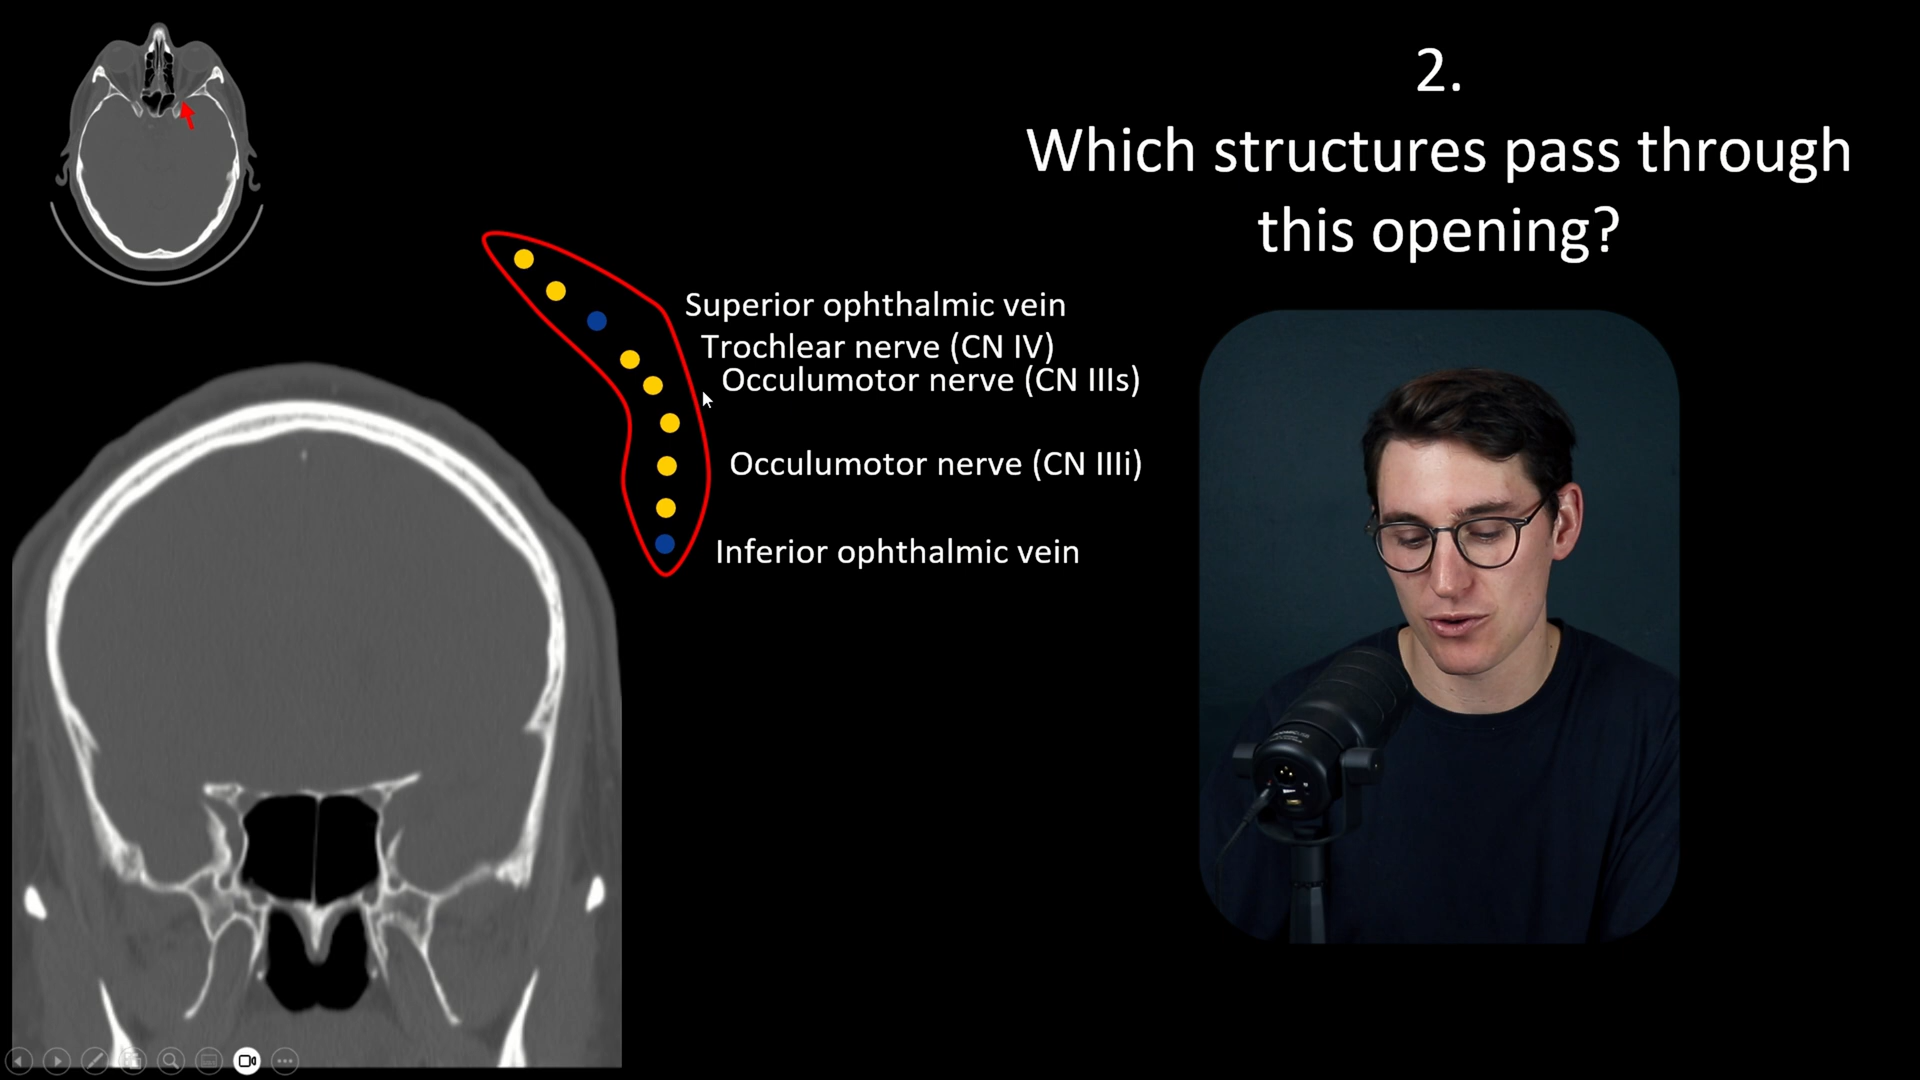 2.
Which structures pass through
this opening?
Superior ophthalmic vein
Trochlear nerve (CN IV)
Occulumotor nerve (CN IIIs)
Occulumotor nerve (CN IIIi)
Inferior ophthalmic vein